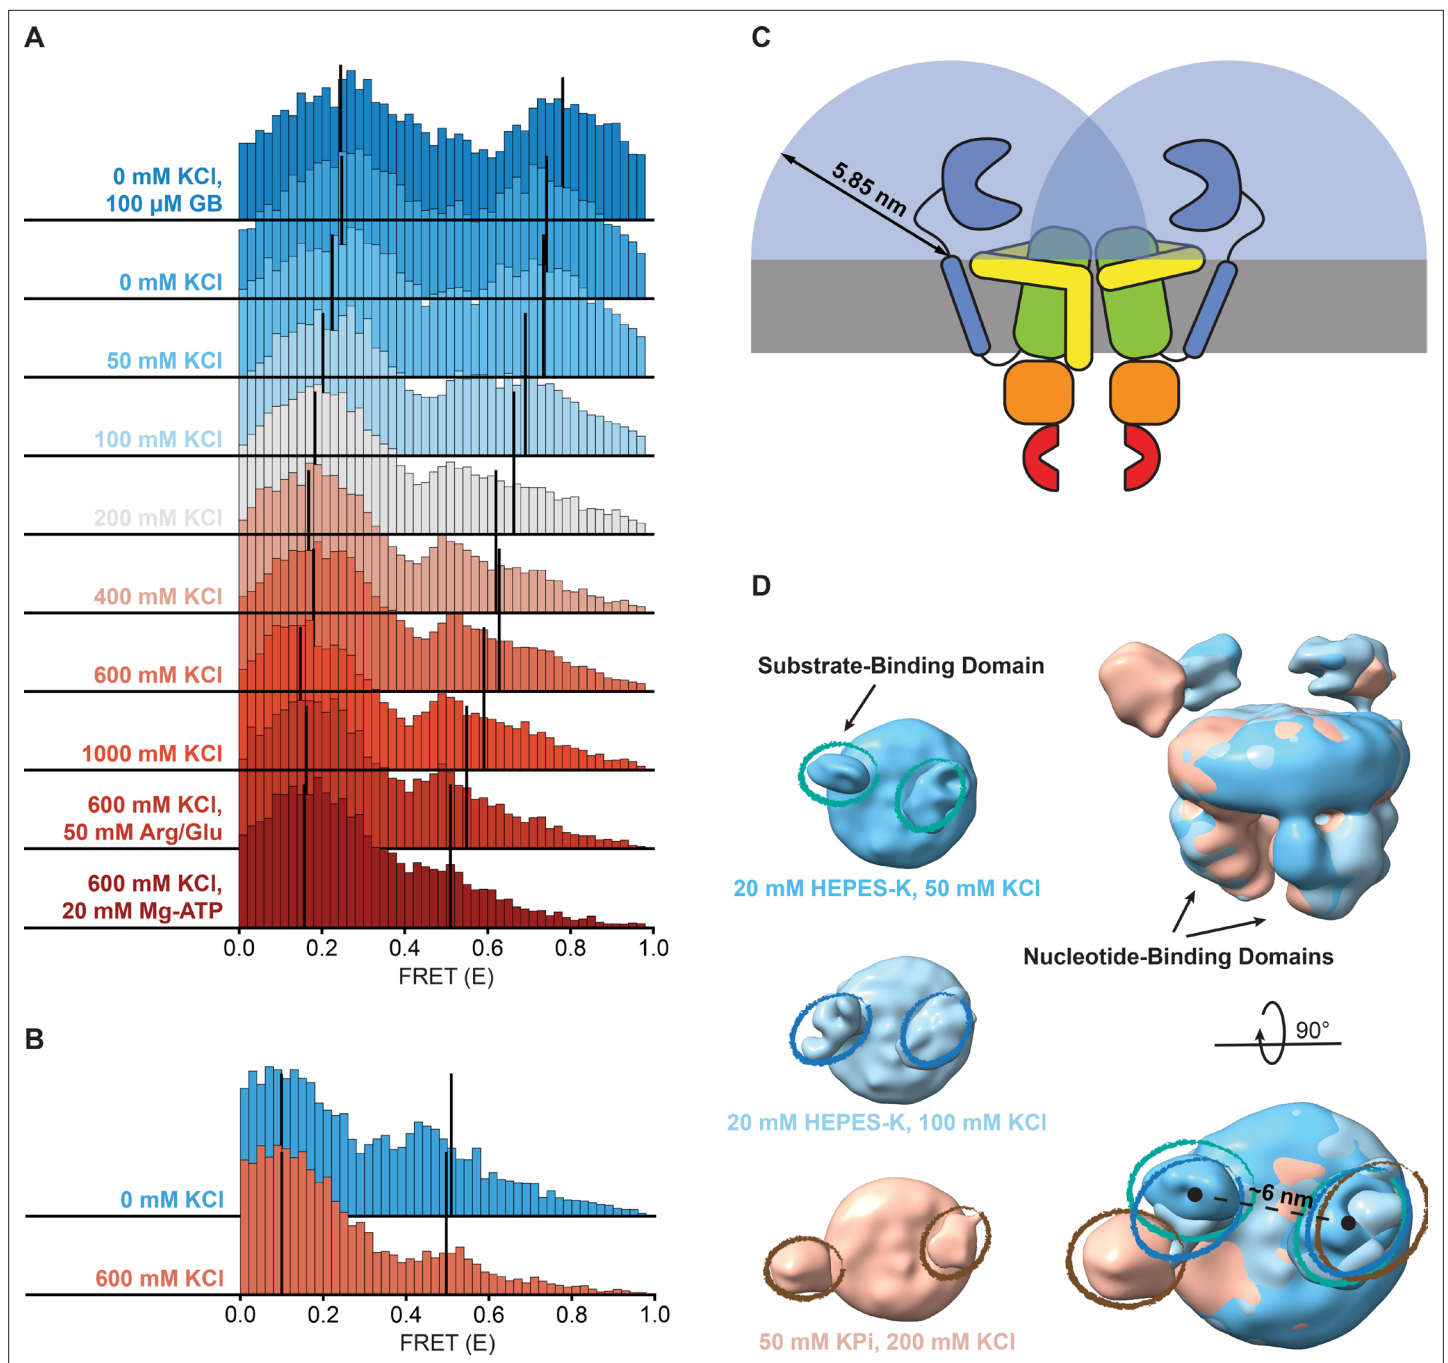 A
0 mM KCl,
100 µM GB
0 mM KCl
50 mM KCl
100 mM KCl
200 mM KCl
400 mM KCl
600 mM KCl
1000 mM KCl
600 mM KCl,
50 mM Arg/Glu
600 mM KCl,
20 mM Mg-ATP
0.0 0.2 0.4 0.6 0.8 1.0
FRET (E)
B
0 mM KCl
600 mM KCl
0.0 0.2 0.4 0.6 0.8 1.0
FRET (E)
C
5.85 nm
D
Substrate-Binding Domain
20 mM HEPES-K, 50 mM KCl
Nucleotide-Binding Domains
90°
20 mM HEPES-K, 100 mM KCl
~6 nm
50 mM KPi, 200 mM KCl